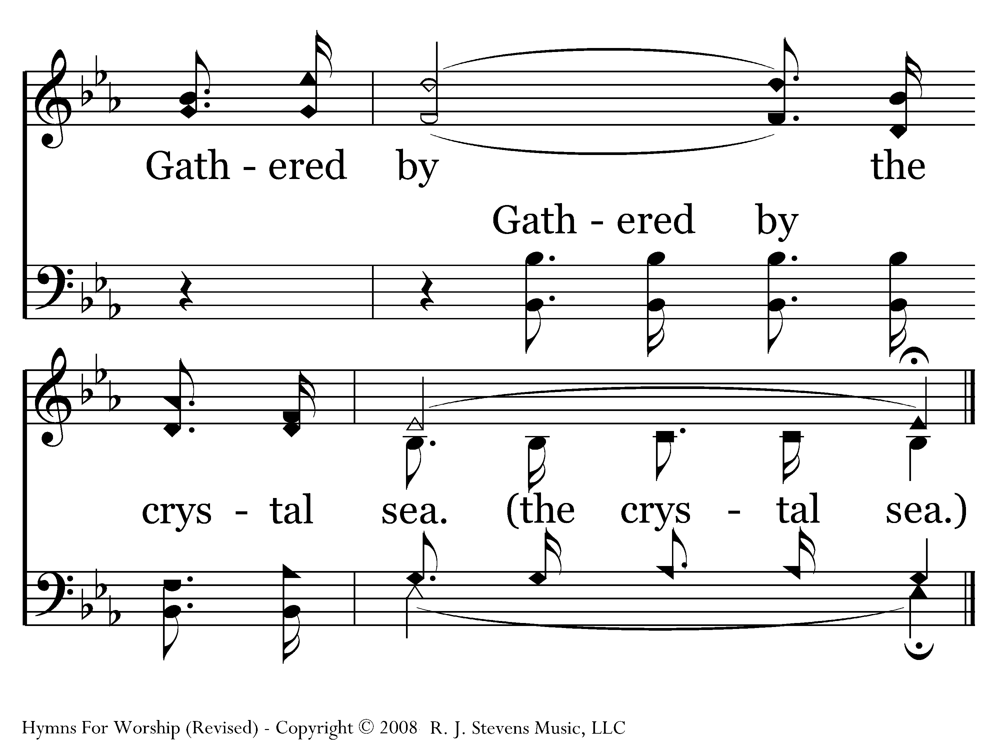 Gath - ered by the
Gath - ered by
crys - tal sea. (the crys - tal sea.)
Hymns For Worship (Revised) - Copyright © 2008 R. J. Stevens Music, LLC